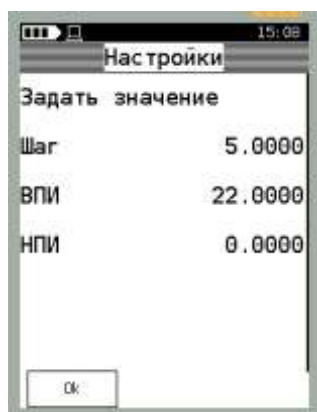 15:08
Настройки
Задать значение
Шаг 5.0000
ВПИ 22.0000
НПИ 0.0000
Ok